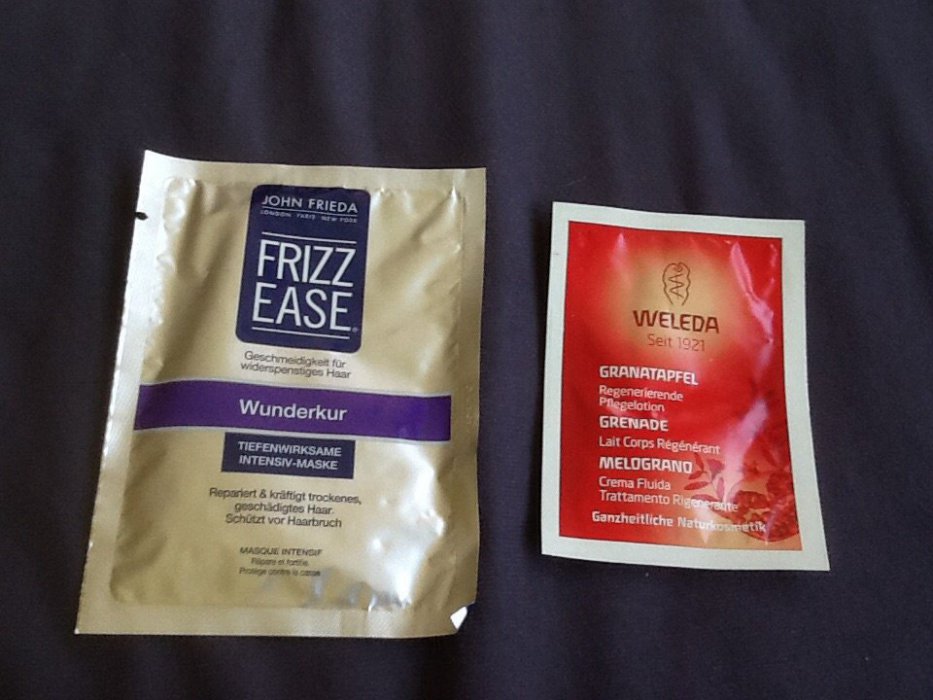 JOHN FRIEDA
LONDON PARIS NEW YORK
FRIZZ
EASE®
Geschmeidigkeit für
widerspenstiges Haar
Wunderkur
TIEFENWIRKSAME
INTENSIV-MASKE
Repariert & kräftigt trockenes,
geschädigtes Haar.
Schützt vor Haarbruch
MASQUE INTENSIF
Répare et fortifie
Protège contre la casse
WELEDA
Seit 1921
GRANATAPFEL
Regenerierende
Pflegelotion
GRENADE
Lait Corps Régénérant
MELOGRANO
Crema Fluida
Trattamento Rigenerante
Ganzheitliche Naturkosmetik